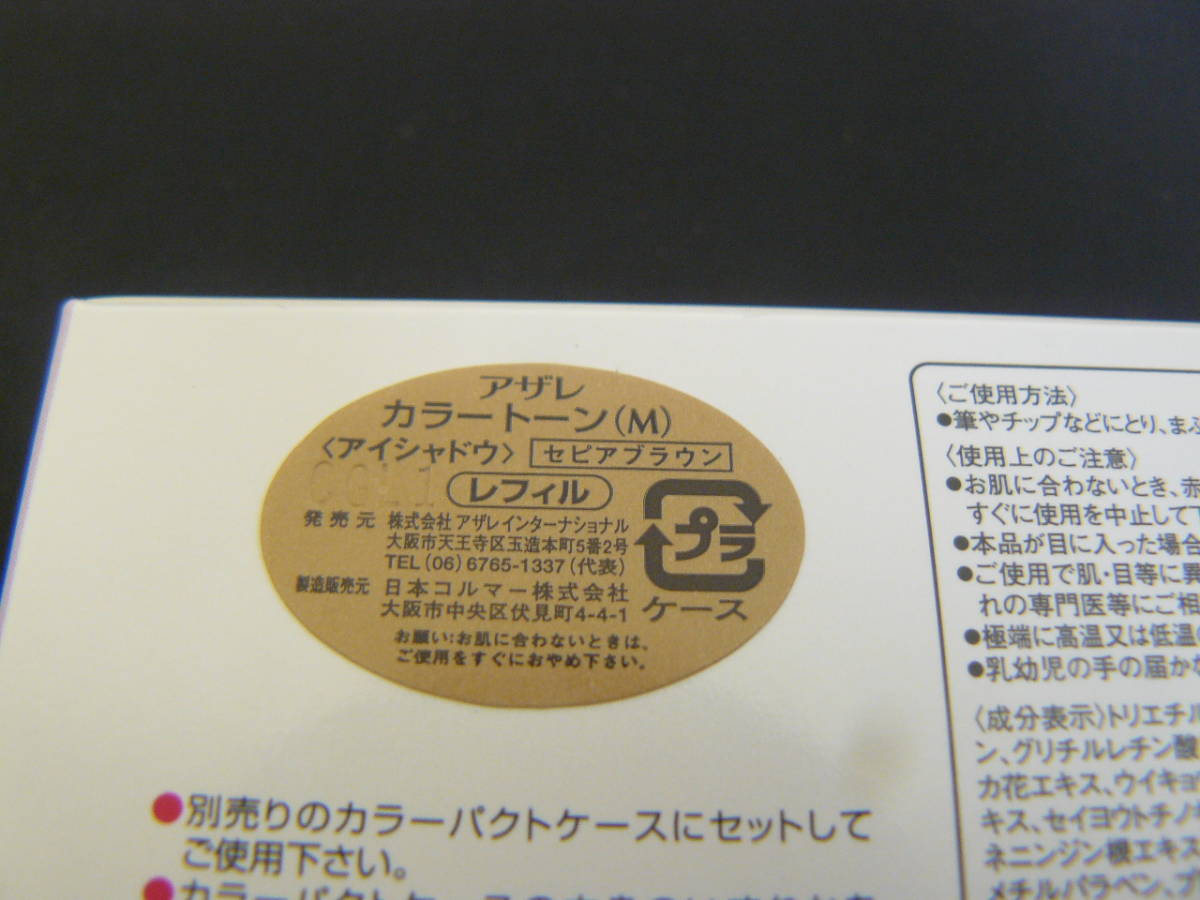 アザレ
カラートーン(M)
〈アイシャドウ〉 セピアブラウン
レフィル
発売元 株式会社 アザレインターナショナル
大阪市天王寺区玉造本町5番2号
TEL (06) 6765-1337 (代表)
製造販売元 日本コルマー株式会社
大阪市中央区伏見町4-4-1
お願い:お肌に合わないときは、
ご使用をすぐにおやめ下さい。
プラ
ケース
●別売りのカラーパクトケースにセットして
ご使用下さい。
●カラーパクトケースの
〈ご使用方法〉
●筆やチップなどにとり、まぶ
〈使用上のご注意〉
●お肌に合わないとき、赤
すぐに使用を中止して
●本品が目に入った場合
●ご使用で肌・目等に異
れの専門医等にご相
●極端に高温又は低温
●乳幼児の手の届かな
〈成分表示〉トリエチル
ン、グリチルレチン酸
カ花エキス、ウイキョウ
キス、セイヨウトチノ
ネニンジン根エキス
メチルパラベン、プ